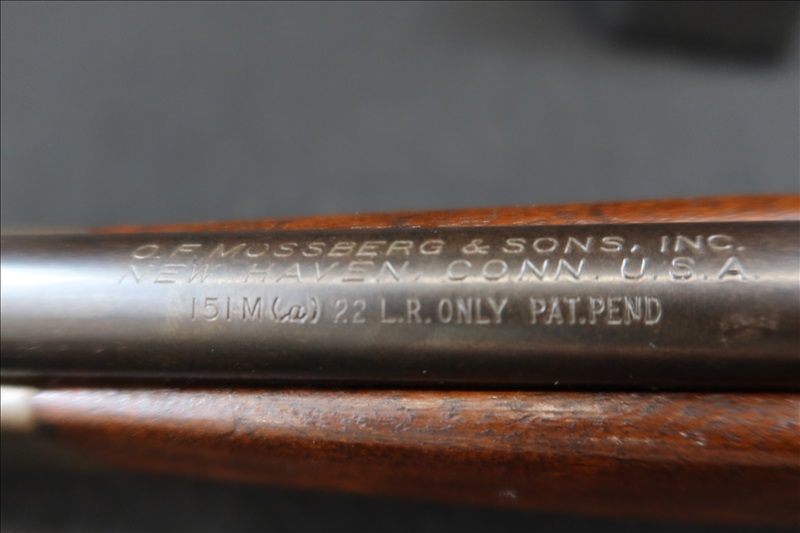 O.F. MOSSBERG & SONS, INC.
NEW HAVEN CONN. U.S.A.
151-M(a) 22 L.R. ONLY PAT. PEND